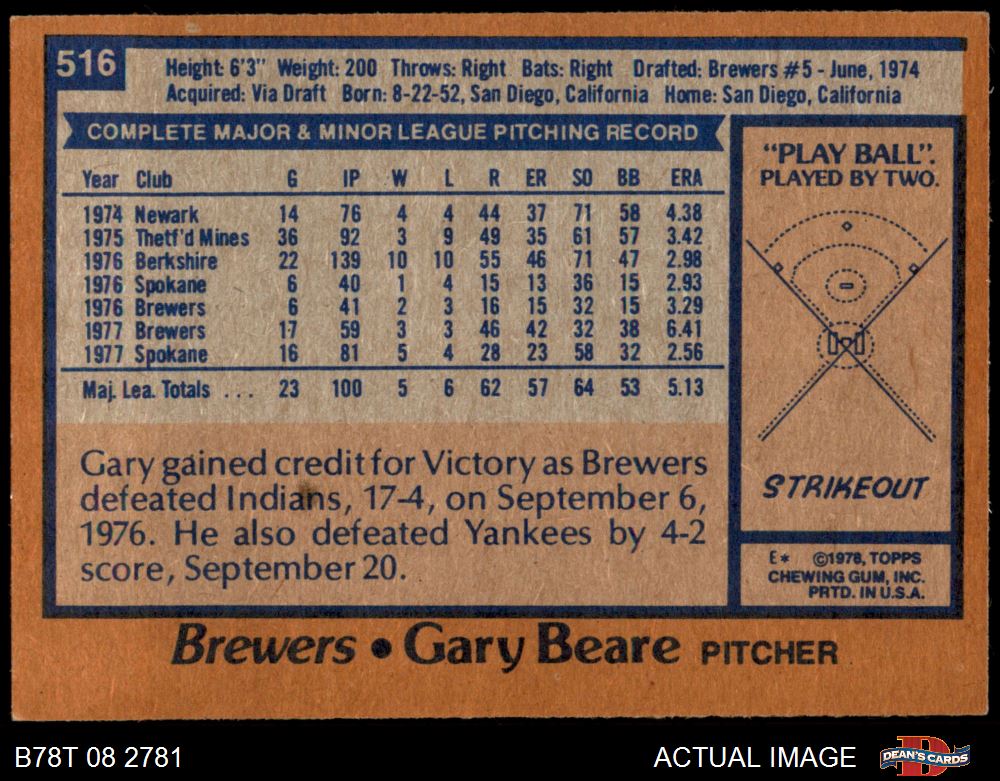 516
Height: 6'3" Weight: 200 Throws: Right Bats: Right Drafted: Brewers #5 - June, 1974
Acquired: Via Draft Born: 8-22-52, San Diego, California Home: San Diego, California
COMPLETE MAJOR & MINOR LEAGUE PITCHING RECORD
Year Club G IP W L R ER SO BB ERA
1974 Newark 14 76 4 4 44 37 71 58 4.38
1975 Thetf'd Mines 36 92 3 9 49 35 61 57 3.42
1976 Berkshire 22 139 10 10 55 46 71 47 2.98
1976 Spokane 6 40 1 4 15 13 36 15 2.93
1976 Brewers 6 41 2 3 16 15 32 15 3.29
1977 Brewers 17 59 3 3 46 42 32 38 6.41
1977 Spokane 16 81 5 4 28 23 58 32 2.56
Maj. Lea. Totals ... 23 100 5 6 62 57 64 53 5.13
Gary gained credit for Victory as Brewers
defeated Indians, 17-4, on September 6,
1976. He also defeated Yankees by 4-2
score, September 20.
"PLAY BALL".
PLAYED BY TWO.
STRIKEOUT
E* ©1978, TOPPS
CHEWING GUM, INC.
PRTD. IN U.S.A.
Brewers • Gary Beare PITCHER
B78T 08 2781
ACTUAL IMAGE
DEAN'S CARDS